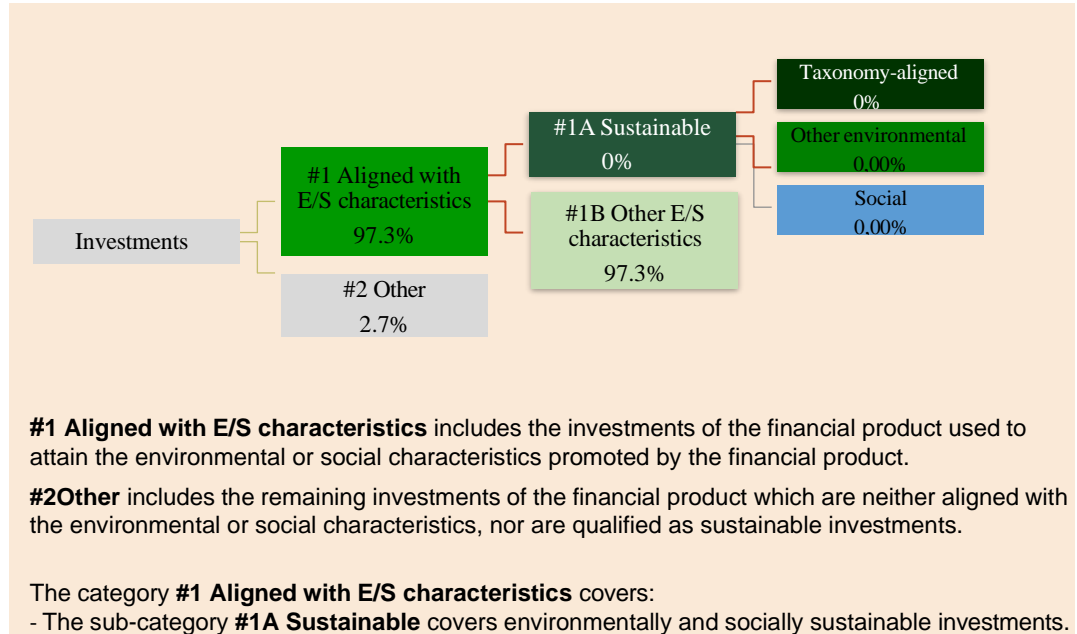 Investments
#1 Aligned with
E/S characteristics
97.3%
#2 Other
2.7%
#1A Sustainable
0%
#1B Other E/S
characteristics
97.3%
Taxonomy-aligned
0%
Other environmental
0,00%
Social
0,00%
#1 Aligned with E/S characteristics includes the investments of the financial product used to
attain the environmental or social characteristics promoted by the financial product.
#2Other includes the remaining investments of the financial product which are neither aligned with
the environmental or social characteristics, nor are qualified as sustainable investments.
The category #1 Aligned with E/S characteristics covers:
- The sub-category #1A Sustainable covers environmentally and socially sustainable investments.